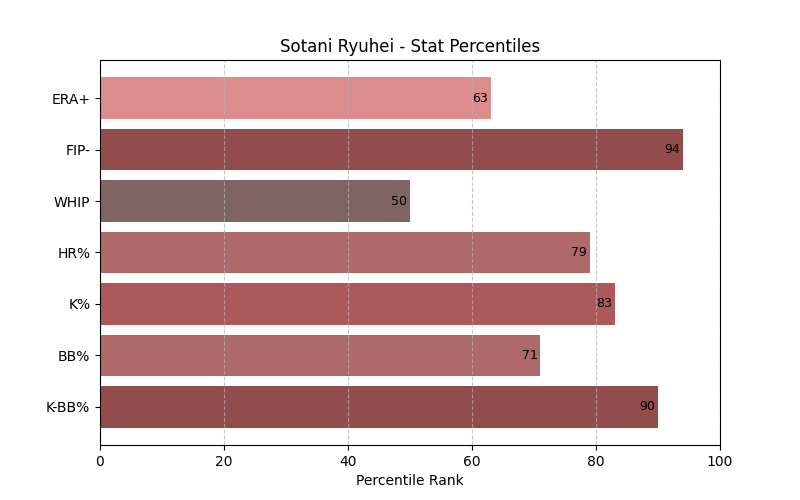 Sotani Ryuhei - Stat Percentiles
ERA+ 63
FIP- 94
WHIP 50
HR% 79
K% 83
BB% 71
K-BB% 90
0 20 40 60 80 100
Percentile Rank